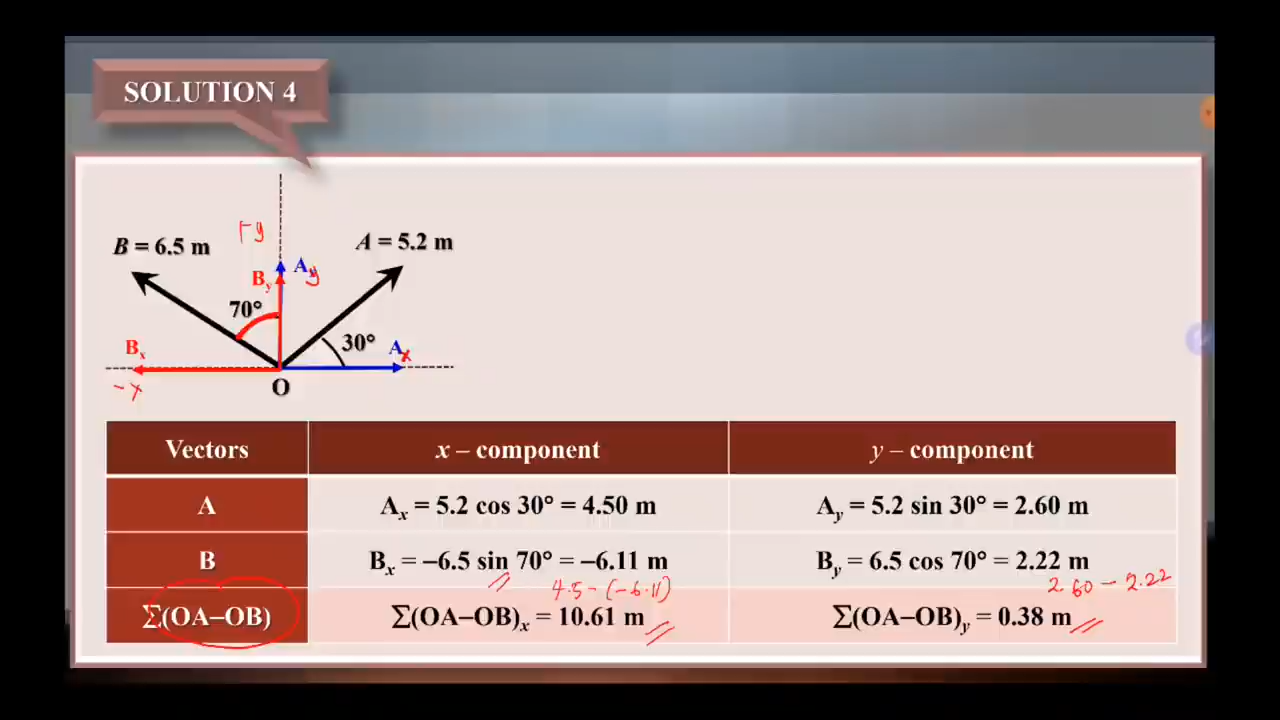 SOLUTION 4
+y
B = 6.5 m
A = 5.2 m
Ay
y
By
70°
30°
Bx
Ax
-x
O
Vectors
x – component
y – component
A
Ax = 5.2 cos 30° = 4.50 m
Ay = 5.2 sin 30° = 2.60 m
B
Bx = –6.5 sin 70° = –6.11 m
By = 6.5 cos 70° = 2.22 m
4.5 - (-6.11)
2.60 - 2.22
Σ(OA–OB)
Σ(OA–OB)x = 10.61 m
Σ(OA–OB)y = 0.38 m